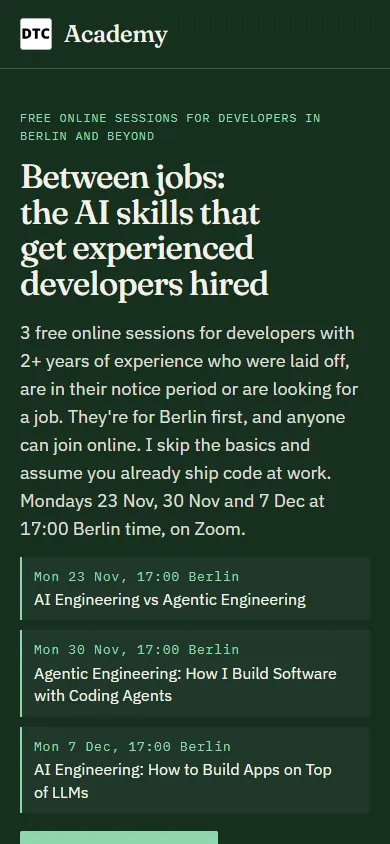 DTC Academy
FREE ONLINE SESSIONS FOR DEVELOPERS IN
BERLIN AND BEYOND
Between jobs:
the AI skills that
get experienced
developers hired
3 free online sessions for developers with
2+ years of experience who were laid off,
are in their notice period or are looking for
a job. They're for Berlin first, and anyone
can join online. I skip the basics and
assume you already ship code at work.
Mondays 23 Nov, 30 Nov and 7 Dec at
17:00 Berlin time, on Zoom.
Mon 23 Nov, 17:00 Berlin
AI Engineering vs Agentic Engineering
Mon 30 Nov, 17:00 Berlin
Agentic Engineering: How I Build Software
with Coding Agents
Mon 7 Dec, 17:00 Berlin
AI Engineering: How to Build Apps on Top
of LLMs